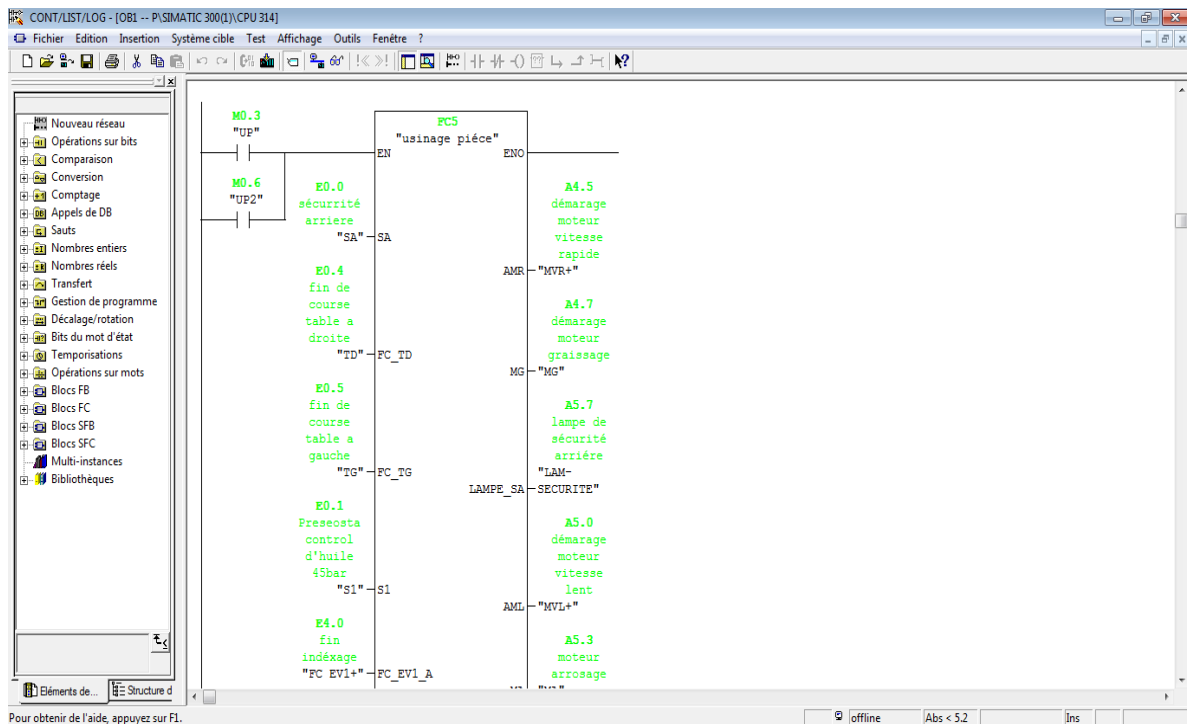 CONT/LIST/LOG - [OB1 -- P\SIMATIC 300(1)\CPU 314]
Fichier Edition Insertion Système cible Test Affichage Outils Fenêtre ?
Nouveau réseau
Opérations sur bits
Comparaison
Conversion
Comptage
Appels de DB
Sauts
Nombres entiers
Nombres réels
Transfert
Gestion de programme
Décalage/rotation
Bits du mot d'état
Temporisations
Opérations sur mots
Blocs FB
Blocs FC
Blocs SFB
Blocs SFC
Multi-instances
Bibliothèques
Eléments de...
Structure d
M0.3
"UP"
M0.6
"UP2"
FC5
"usinage piéce"
EN ENO
E0.0
sécurrité
arriere
"SA" SA
E0.4
fin de
course
table a
droite
"TD" FC_TD
E0.5
fin de
course
table a
gauche
"TG" FC_TG
E0.1
Preseosta
control
d'huile
45bar
"S1" S1
E4.0
fin
indéxage
"FC EV1+" FC_EV1_A
A4.5
démarage
moteur
vitesse
rapide
AMR "MVR+"
A4.7
démarage
moteur
graissage
MG "MG"
A5.7
lampe de
sécurité
arriére
"LAM-
LAMPE_SA SECURITE"
A5.0
démarage
moteur
vitesse
lent
AML "MVL+"
A5.3
moteur
arrosage
Pour obtenir de l'aide, appuyez sur F1.
offline
Abs < 5.2
Ins